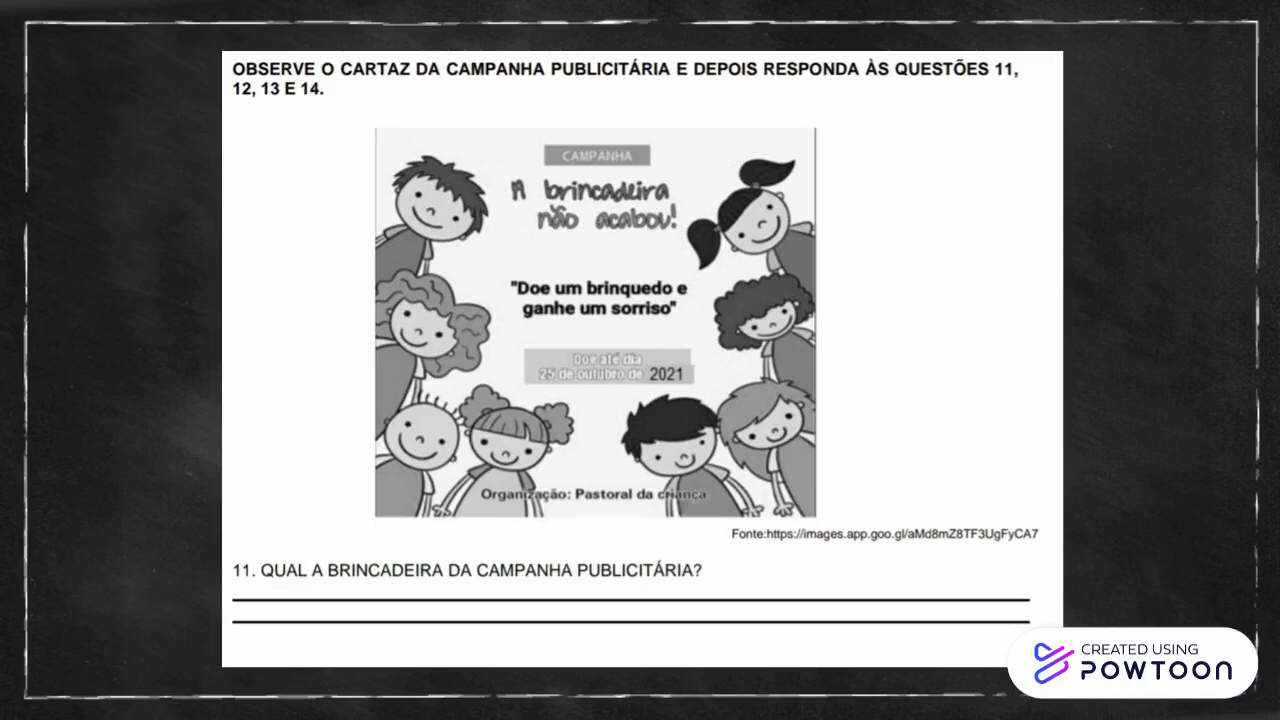 OBSERVE O CARTAZ DA CAMPANHA PUBLICITÁRIA E DEPOIS RESPONDA ÀS QUESTÕES 11,
12, 13 E 14.
CAMPANHA
A brincadeira
não acabou!
"Doe um brinquedo e
ganhe um sorriso"
Doe até dia
25 de outubro de 2021
Organização: Pastoral da criança
Fonte:https://images.app.goo.gl/aMd8mZ8TF3UgFyCA7
11. QUAL A BRINCADEIRA DA CAMPANHA PUBLICITÁRIA?
CREATED USING
POWTOON